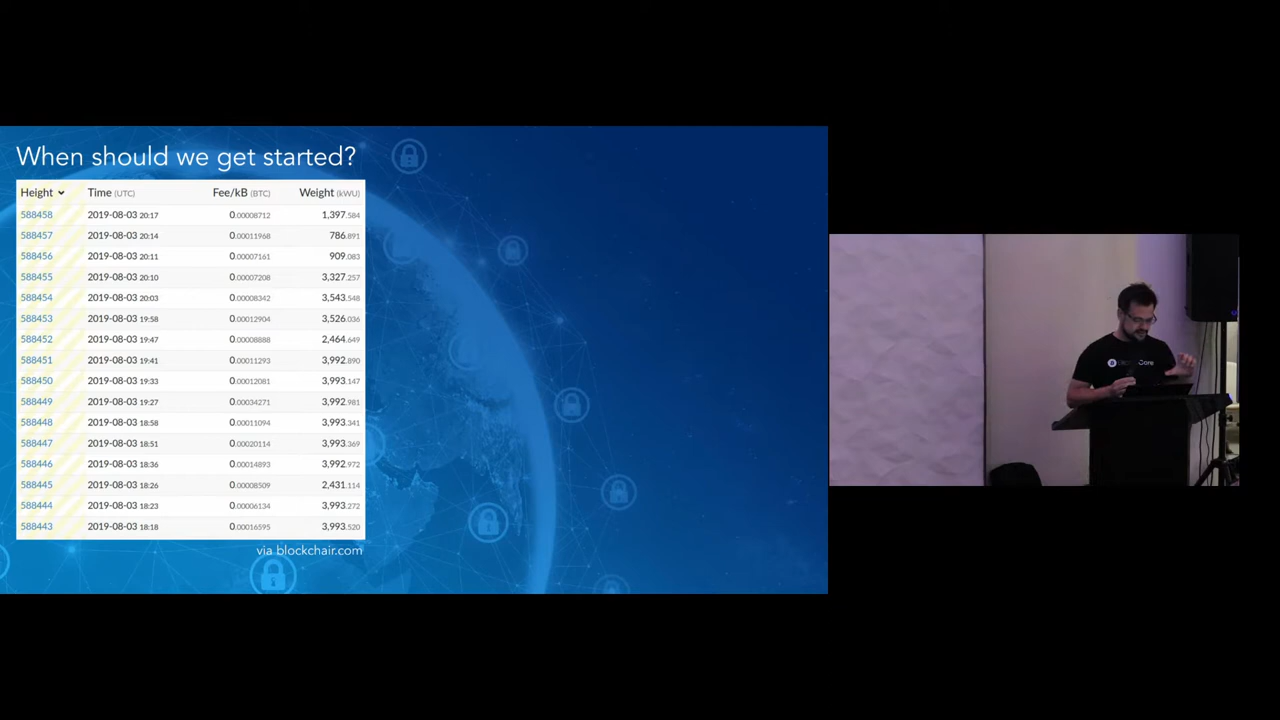 When should we get started?
Height Time (UTC) Fee/kB (BTC) Weight (kWU)
588458 2019-08-03 20:17 0.00008712 1,397.584
588457 2019-08-03 20:14 0.00011968 786.891
588456 2019-08-03 20:11 0.00007161 909.083
588455 2019-08-03 20:10 0.00007208 3,327.257
588454 2019-08-03 20:03 0.00008342 3,543.548
588453 2019-08-03 19:58 0.00012904 3,526.036
588452 2019-08-03 19:47 0.00008888 2,464.649
588451 2019-08-03 19:41 0.00011293 3,992.890
588450 2019-08-03 19:33 0.00012081 3,993.147
588449 2019-08-03 19:27 0.00034271 3,992.981
588448 2019-08-03 18:58 0.00011094 3,993.341
588447 2019-08-03 18:51 0.00020114 3,993.369
588446 2019-08-03 18:36 0.00014893 3,992.972
588445 2019-08-03 18:26 0.00008509 2,431.114
588444 2019-08-03 18:23 0.00006134 3,993.272
588443 2019-08-03 18:18 0.00016595 3,993.520
via blockchair.com